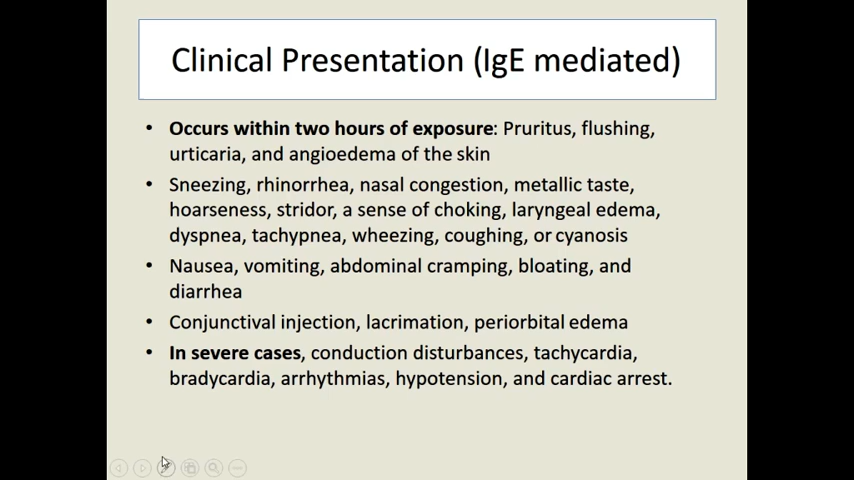 Clinical Presentation (IgE mediated)
• Occurs within two hours of exposure: Pruritus, flushing,
urticaria, and angioedema of the skin
• Sneezing, rhinorrhea, nasal congestion, metallic taste,
hoarseness, stridor, a sense of choking, laryngeal edema,
dyspnea, tachypnea, wheezing, coughing, or cyanosis
• Nausea, vomiting, abdominal cramping, bloating, and
diarrhea
• Conjunctival injection, lacrimation, periorbital edema
• In severe cases, conduction disturbances, tachycardia,
bradycardia, arrhythmias, hypotension, and cardiac arrest.